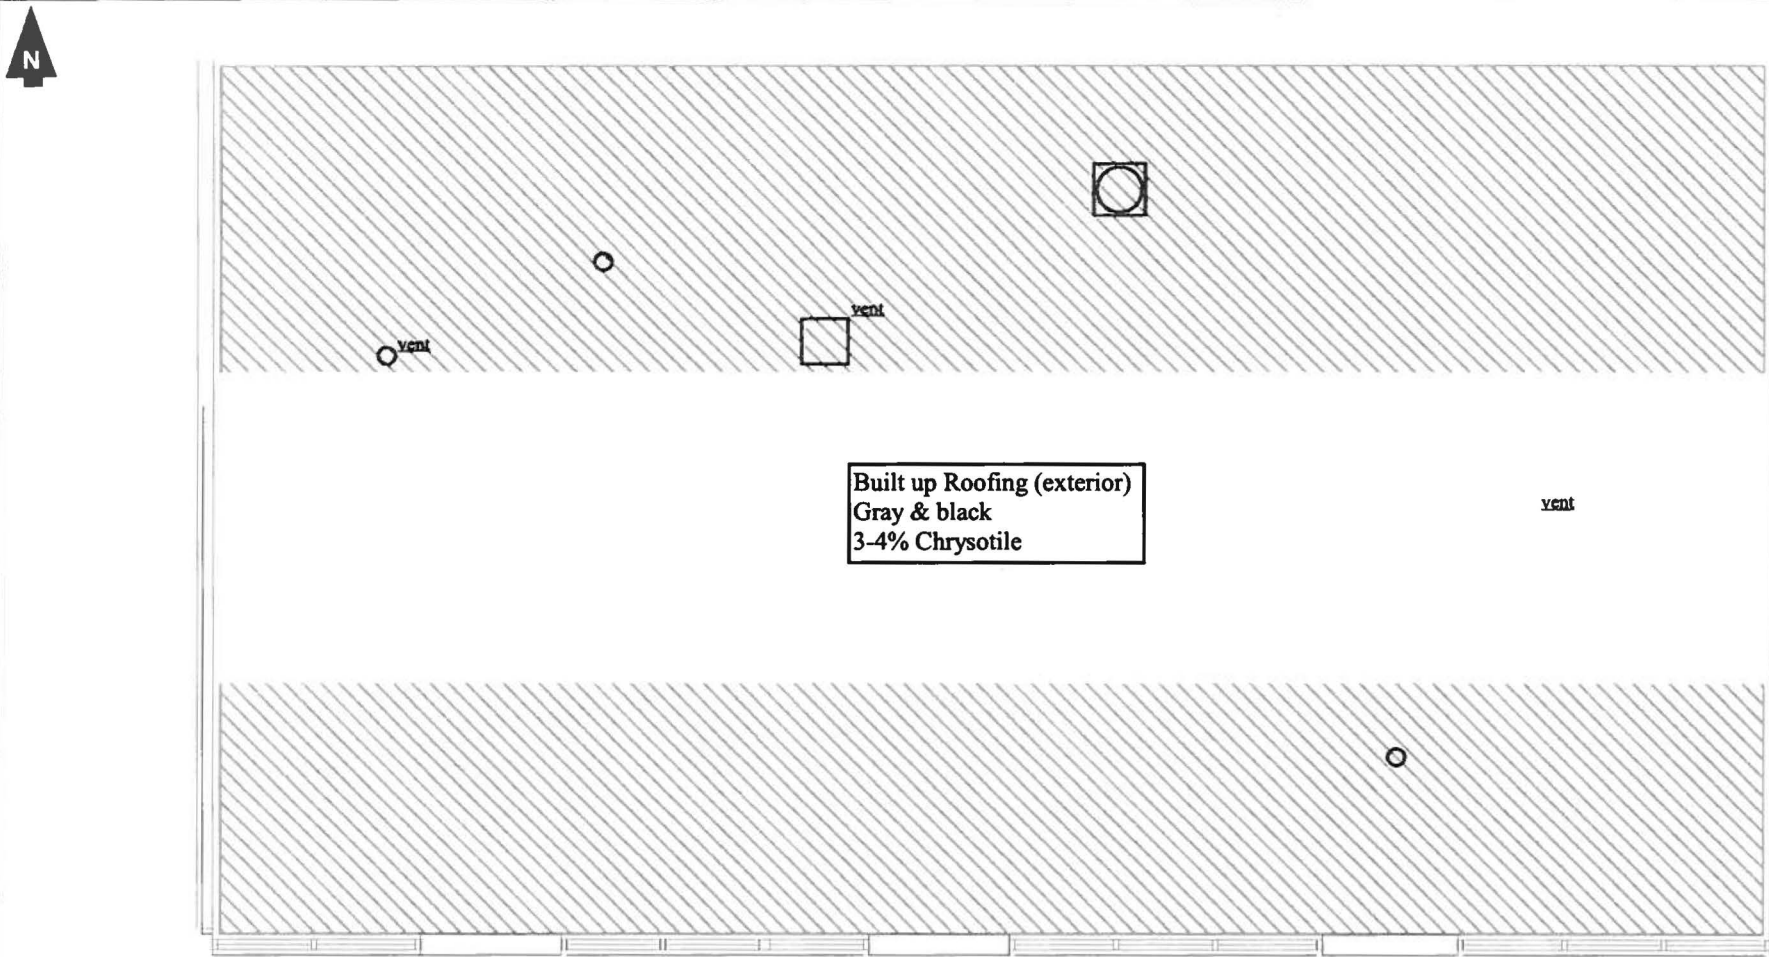 N
vent
vent
Built up Roofing (exterior)
Gray & black
3-4% Chrysotile
vent